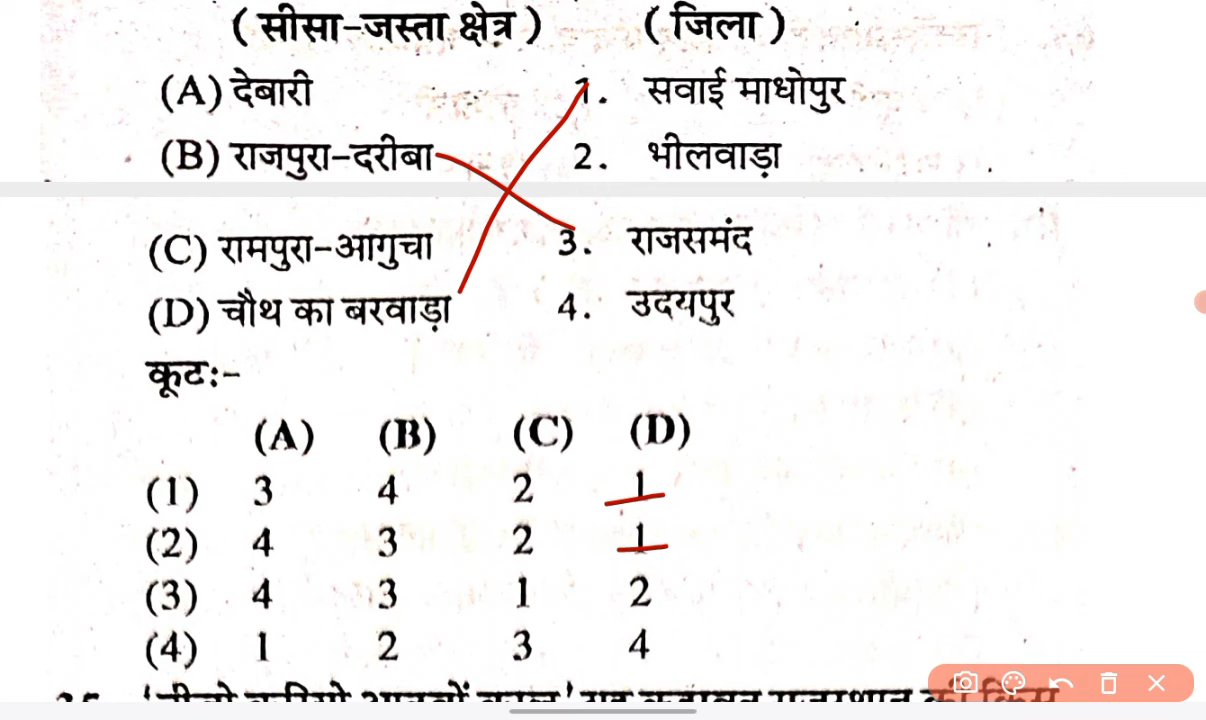 (सीसा-जस्ता क्षेत्र) (जिला)
(A) देबारी 1. सवाई माधोपुर
(B) राजपुरा-दरीबा 2. भीलवाड़ा
(C) रामपुरा-आगुचा 3. राजसमंद
(D) चौथ का बरवाड़ा 4. उदयपुर
कूटः-
(A) (B) (C) (D)
(1) 3 4 2 1
(2) 4 3 2 1
(3) 4 3 1 2
(4) 1 2 3 4